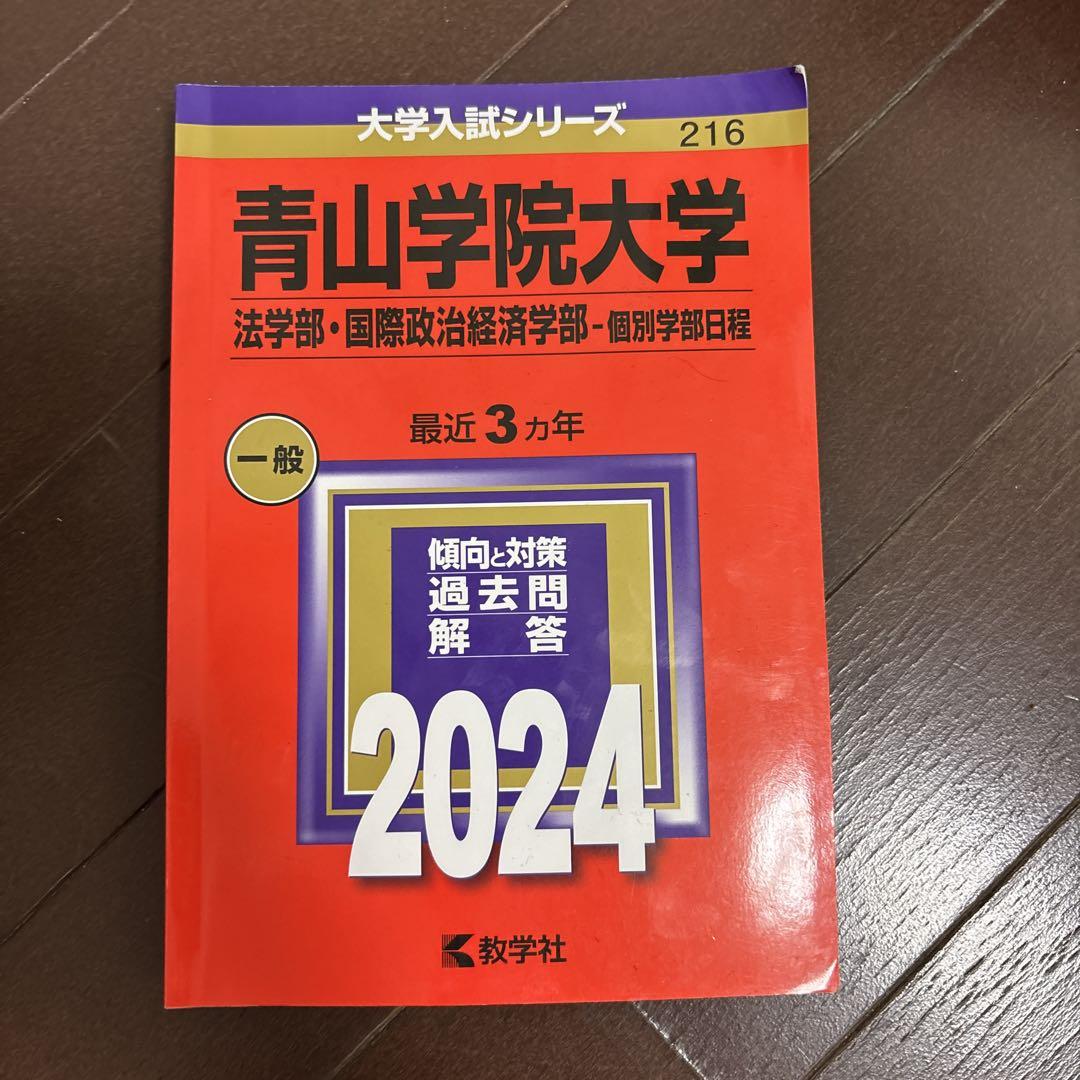 大学入試シリーズ
216
青山学院大学
法学部・国際政治経済学部-個別学部日程
最近3カ年
一般
傾向と対策
過去問
解答
2024
教学社